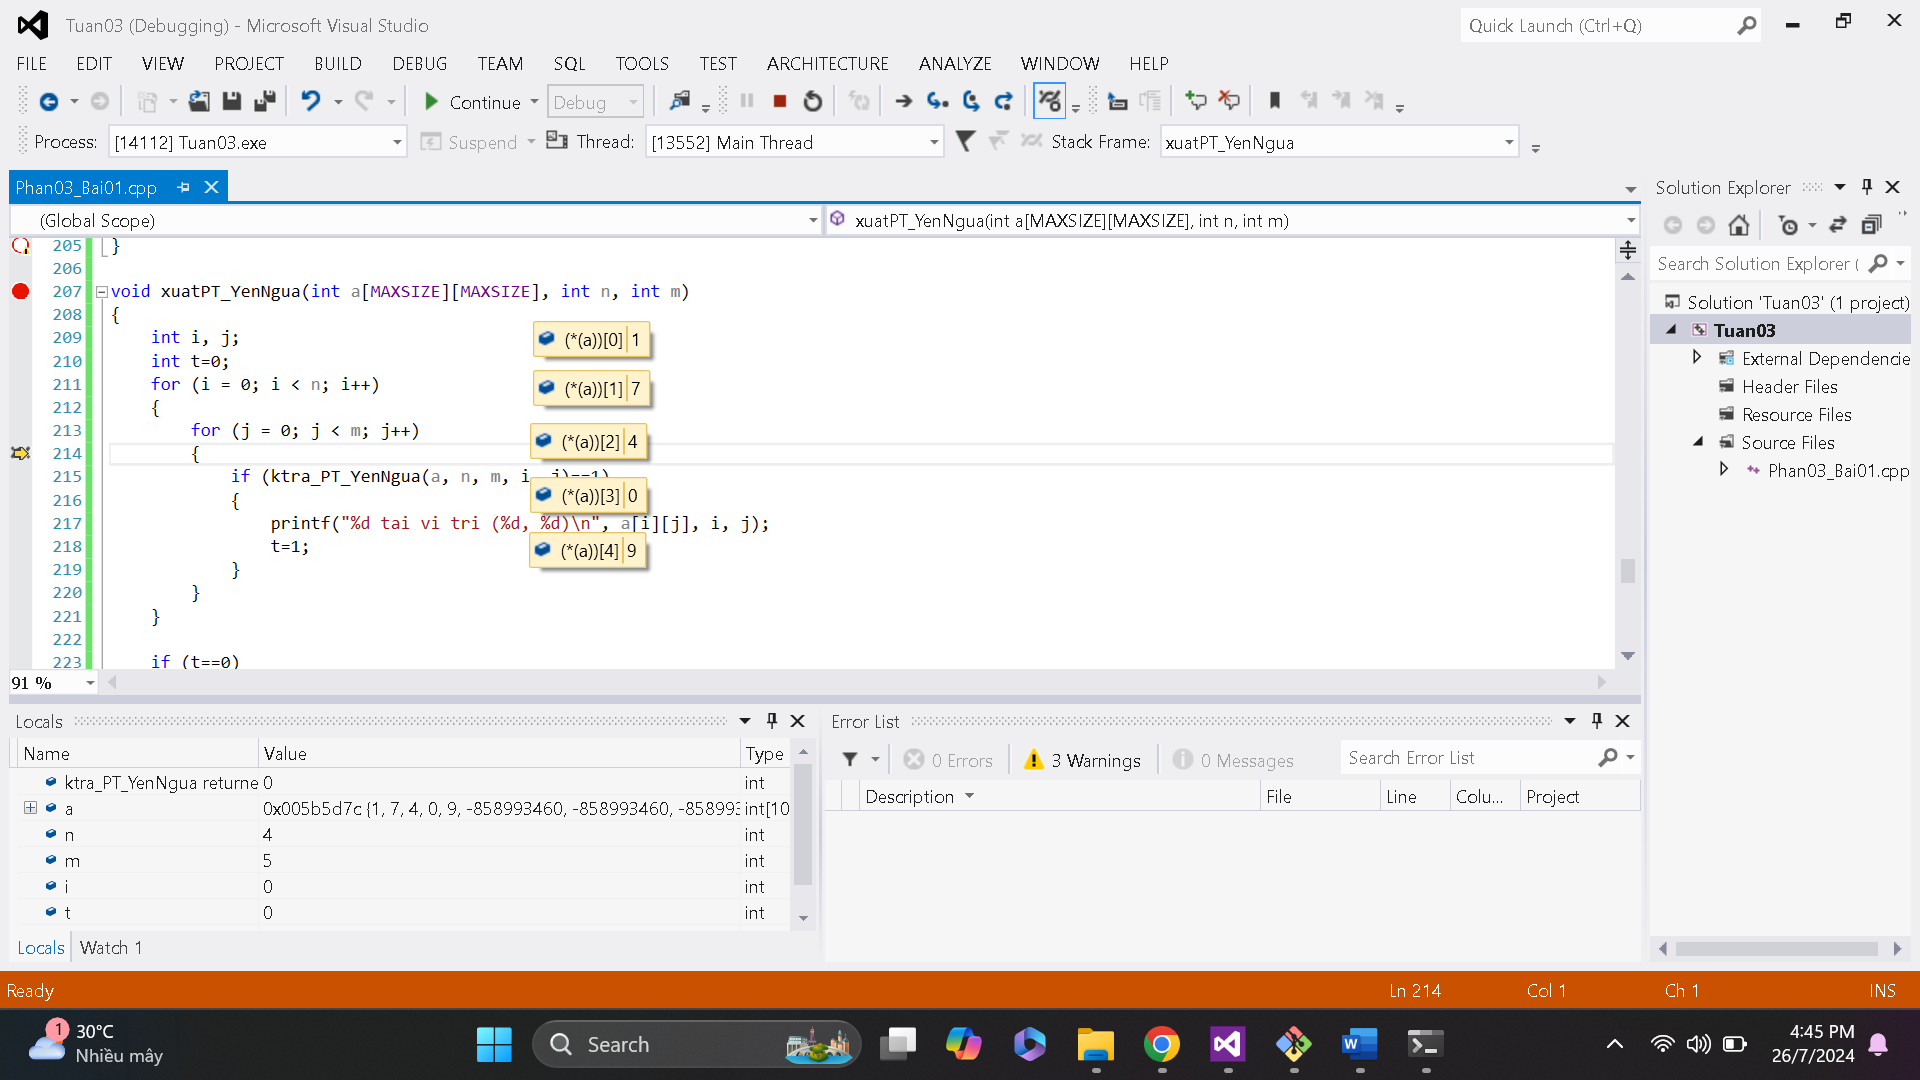 Tuan03 (Debugging) - Microsoft Visual Studio
Quick Launch (Ctrl+Q)
FILE EDIT VIEW PROJECT BUILD DEBUG TEAM SQL TOOLS TEST ARCHITECTURE ANALYZE WINDOW HELP
Continue Debug
Process: [14112] Tuan03.exe Suspend Thread: [13552] Main Thread Stack Frame: xuatPT_YenNgua
Phan03_Bai01.cpp
(Global Scope) xuatPT_YenNgua(int a[MAXSIZE][MAXSIZE], int n, int m)
205 }
206
207 void xuatPT_YenNgua(int a[MAXSIZE][MAXSIZE], int n, int m)
208 {
209 int i, j;
210 int t=0;
211 for (i = 0; i < n; i++)
212 {
213 for (j = 0; j < m; j++)
214 {
215 if (ktra_PT_YenNgua(a, n, m, i, j)==1)
216 {
217 printf("%d tai vi tri (%d, %d)\n", a[i][j], i, j);
218 t=1;
219 }
220 }
221 }
222
223 if (t==0)
(*(a))[0] 1
(*(a))[1] 7
(*(a))[2] 4
(*(a))[3] 0
(*(a))[4] 9
91 %
Solution Explorer
Search Solution Explorer (
Solution 'Tuan03' (1 project)
Tuan03
External Dependencie
Header Files
Resource Files
Source Files
Phan03_Bai01.cpp
Locals
Name Value Type
ktra_PT_YenNgua returne 0 int
a 0x005b5d7c {1, 7, 4, 0, 9, -858993460, -858993460, -858993 int[10
n 4 int
m 5 int
i 0 int
t 0 int
Locals Watch 1
Error List
0 Errors 3 Warnings 0 Messages Search Error List
Description File Line Colu... Project
Ready Ln 214 Col 1 Ch 1 INS
1
30°C
Nhiều mây
Search
4:45 PM
26/7/2024